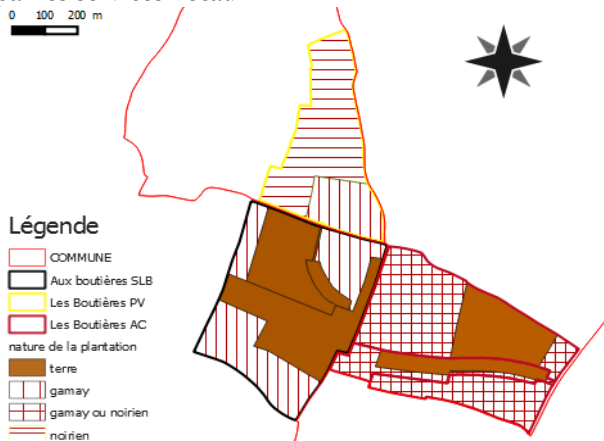 0 100 200 m
Légende
COMMUNE
Aux boutières SLB
Les Boutières PV
Les Boutières AC
nature de la plantation
terre
gamay
gamay ou noirien
noirien